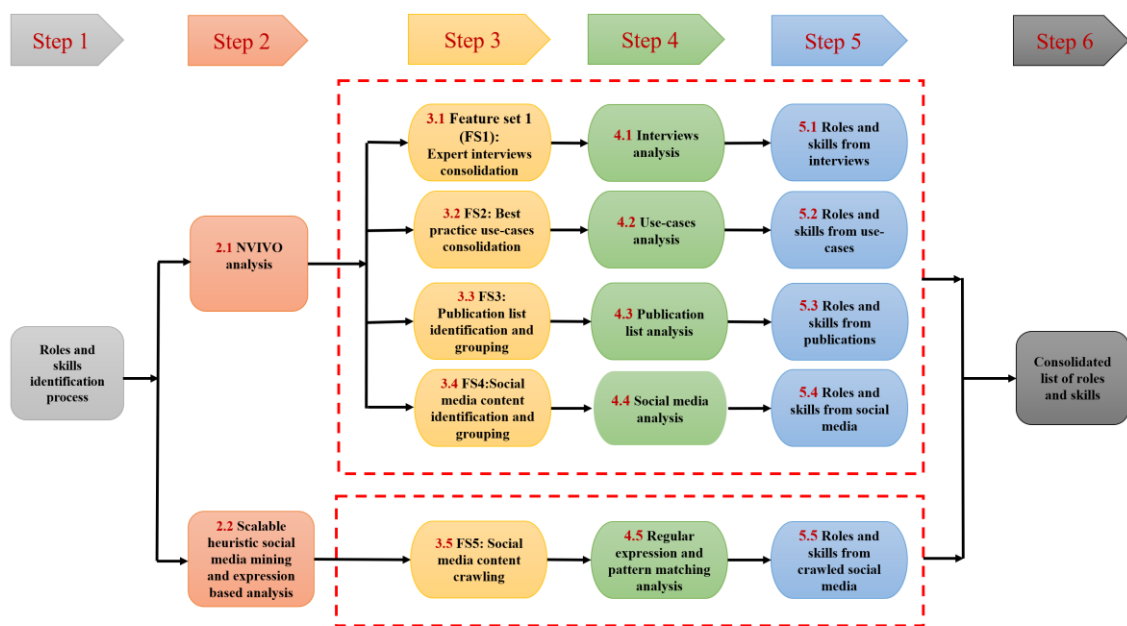 Step 1
Step 2
Step 3
Step 4
Step 5
Step 6
3.1 Feature set 1
(FS1):
Expert interviews
consolidation
4.1 Interviews
analysis
5.1 Roles and
skills from
interviews
3.2 FS2: Best
practice use-cases
consolidation
4.2 Use-cases
analysis
5.2 Roles and
skills from use-
cases
2.1 NVIVO
analysis
3.3 FS3:
Publication list
identification and
grouping
4.3 Publication
list analysis
5.3 Roles and
skills from
publications
Roles and
skills
identification
process
3.4 FS4:Social
media content
identification and
grouping
4.4 Social media
analysis
5.4 Roles and
skills from social
media
Consolidated
list of roles
and skills
2.2 Scalable
heuristic social
media mining
and expression
based analysis
3.5 FS5: Social
media content
crawling
4.5 Regular
expression and
pattern matching
analysis
5.5 Roles and
skills from
crawled social
media